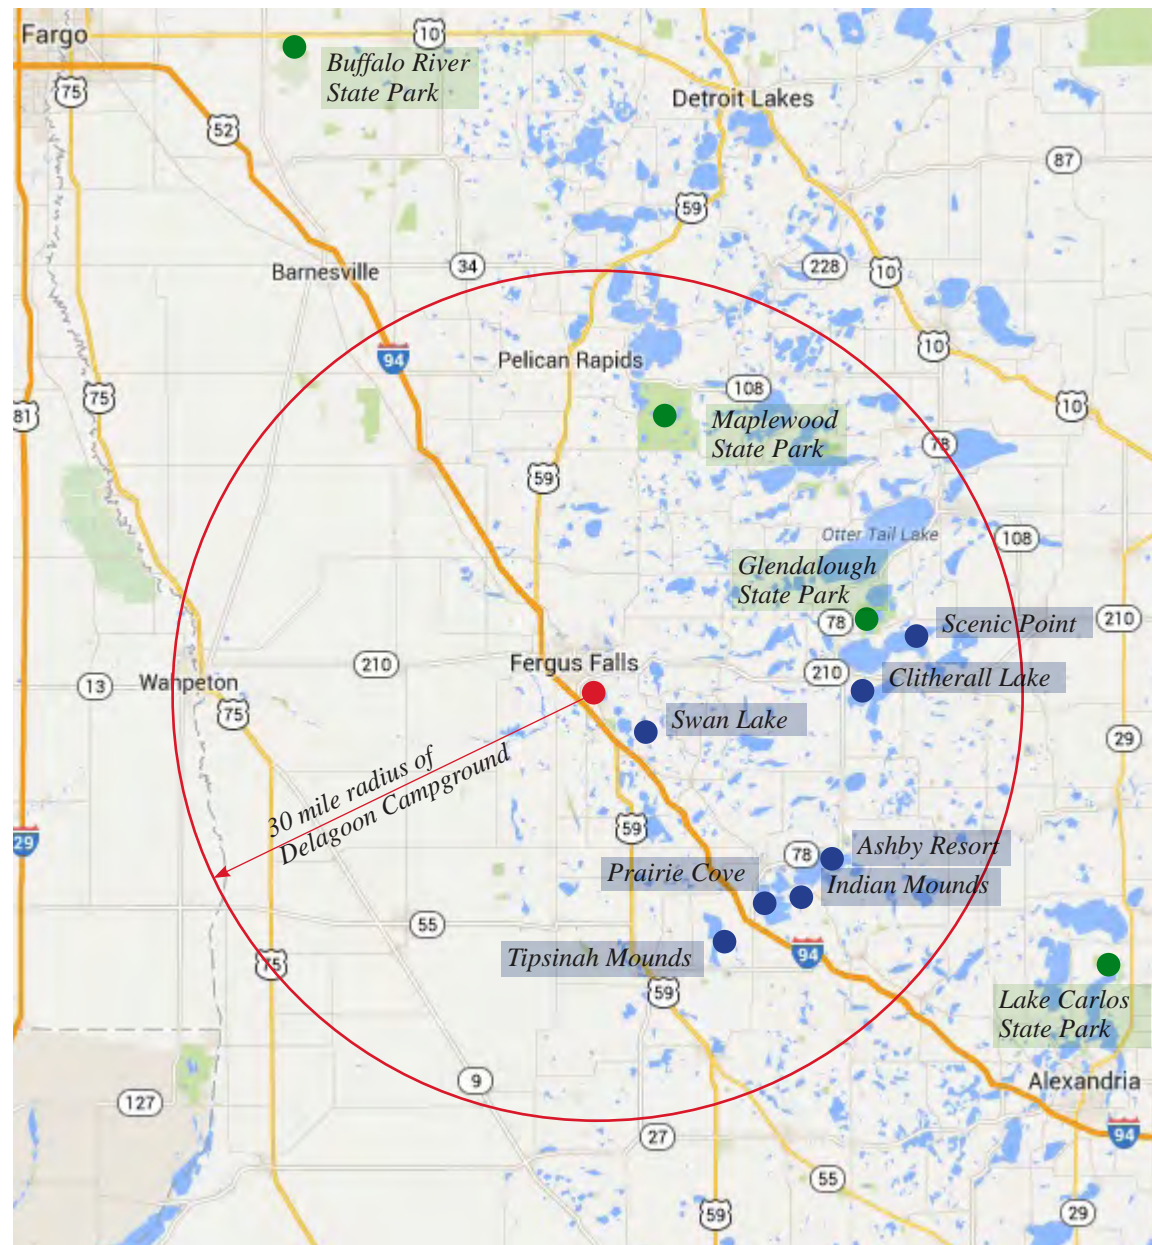 Fargo
10
Buffalo River
State Park
75
Detroit Lakes
52
87
59
Barnesville
34
228
10
94
Pelican Rapids
10
108
75
81
10
Maplewood
State Park
78
59
Otter Tail Lake
108
Glendalough
State Park
78
Scenic Point
210
Fergus Falls
210
210
Clitherall Lake
13
Wahpeton
75
Swan Lake
29
30 mile radius of
Delagoon Campground
59
29
78
Ashby Resort
Prairie Cove
Indian Mounds
55
Tipsinah Mounds
94
75
59
Lake Carlos
State Park
9
Alexandria
127
27
94
55
59
29